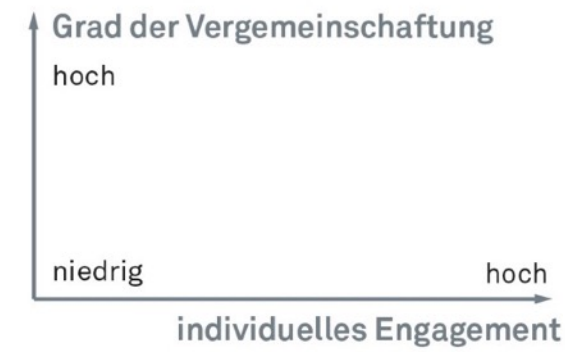 Grad der Vergemeinschaftung
hoch
niedrig
hoch
individuelles Engagement